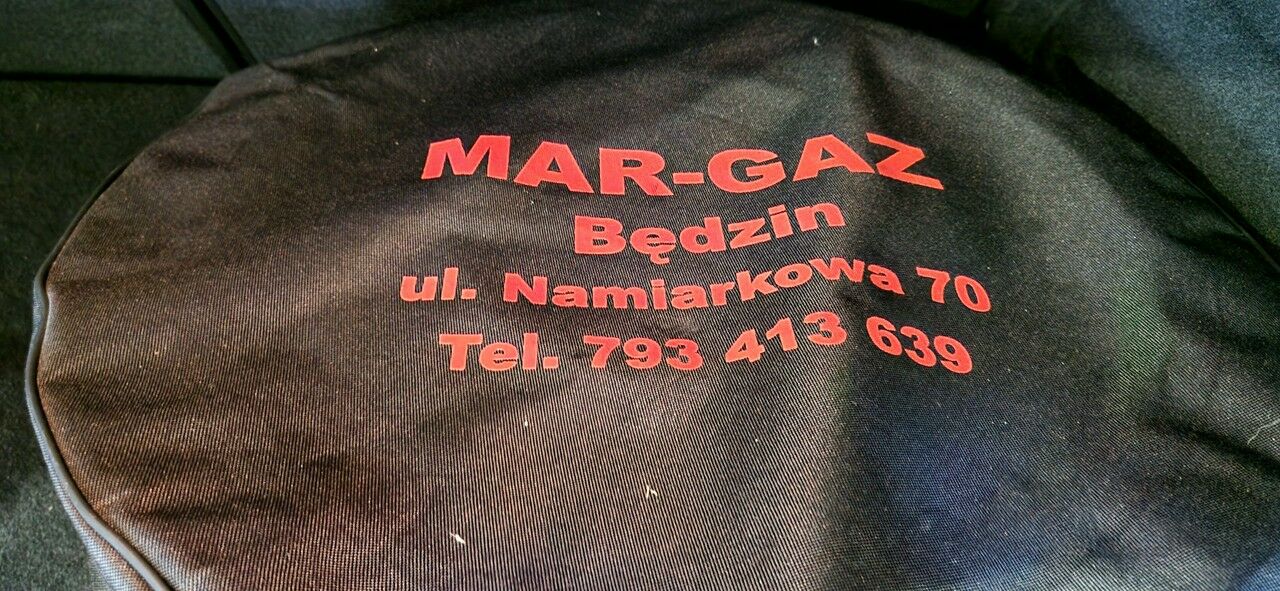 MAR-GAZ
Będzin
ul. Namiarkowa 70
Tel. 793 413 639